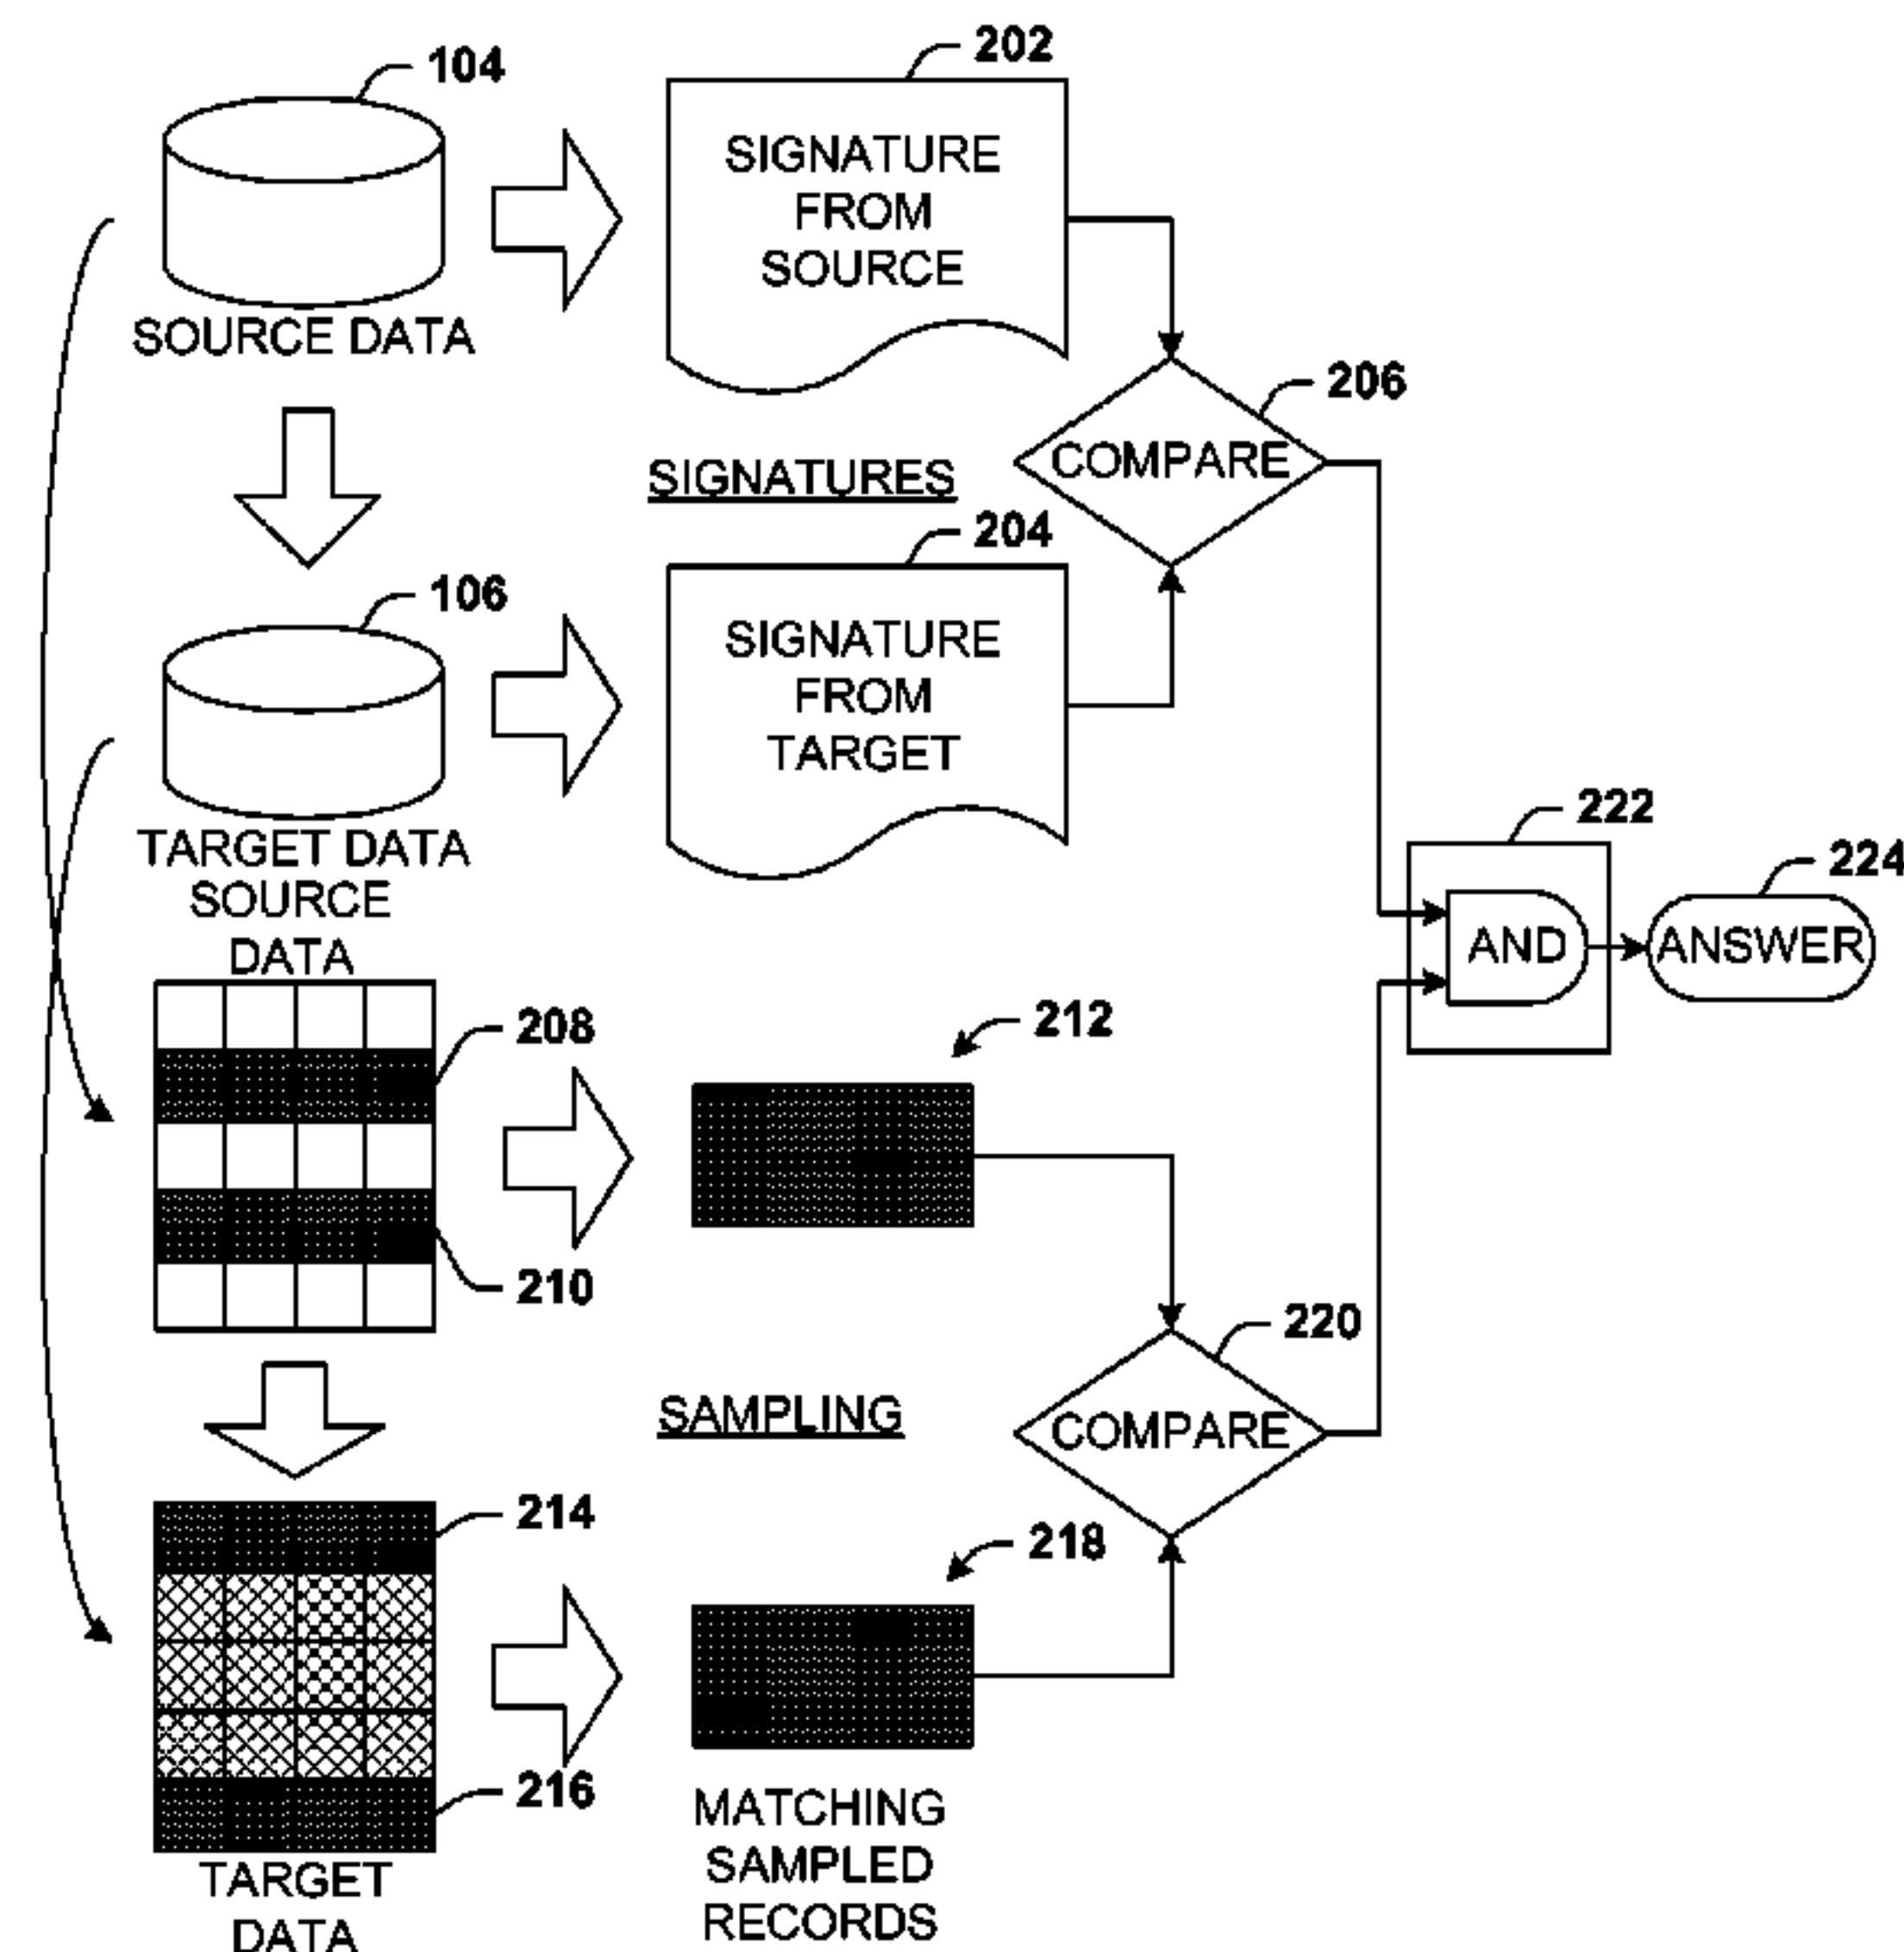 104
202
SIGNATURE
FROM
SOURCE
SOURCE DATA
206
COMPARE
SIGNATURES
204
106
SIGNATURE
FROM
TARGET
TARGET DATA
222
224
AND
ANSWER
SOURCE
DATA
208
212
210
220
SAMPLING
COMPARE
214
218
216
MATCHING
SAMPLED
RECORDS
TARGET
DATA